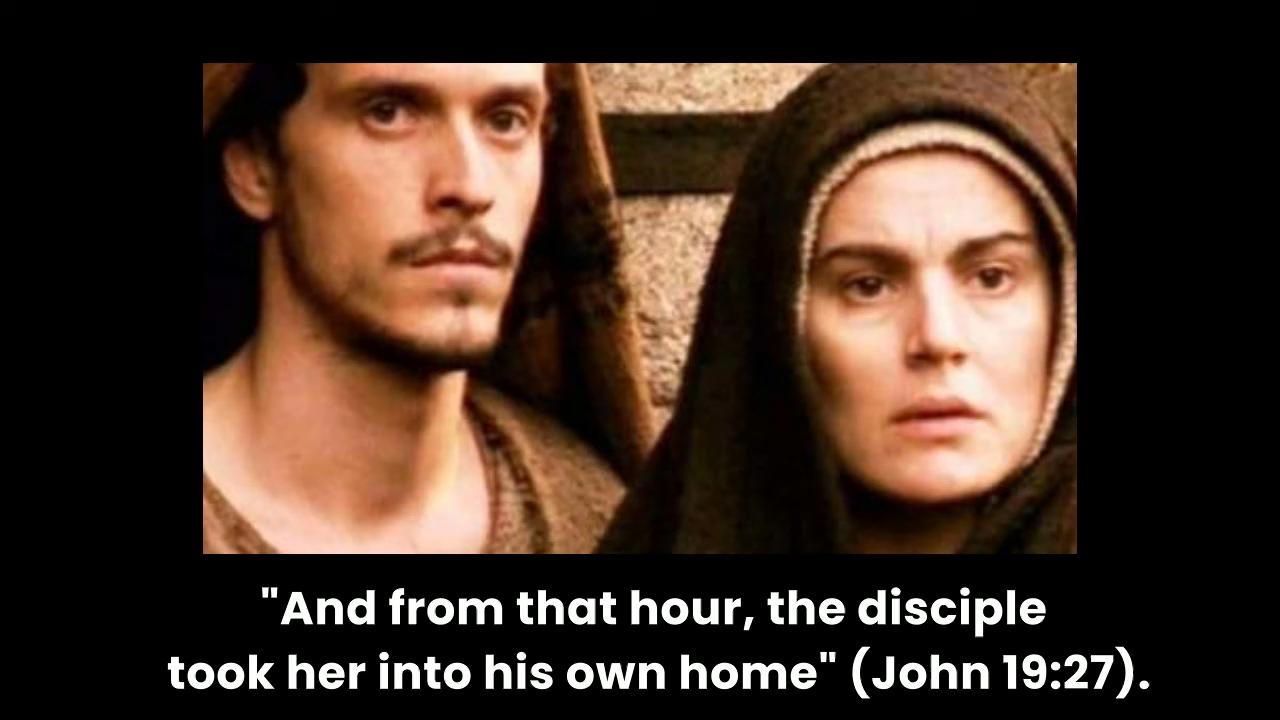 "And from that hour, the disciple
took her into his own home" (John 19:27).